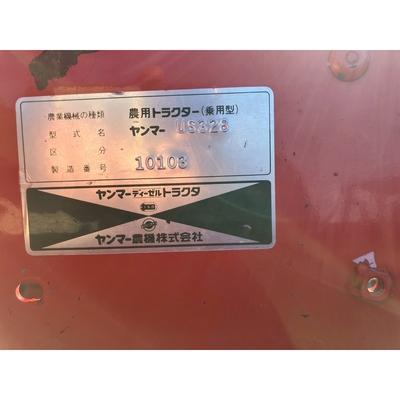 農業機械の種類 農用トラクター(乗用型)
型式名 ヤンマー US328
区分
製造番号 10103
ヤンマーディーゼルトラクタ
ヤンマー農機株式会社